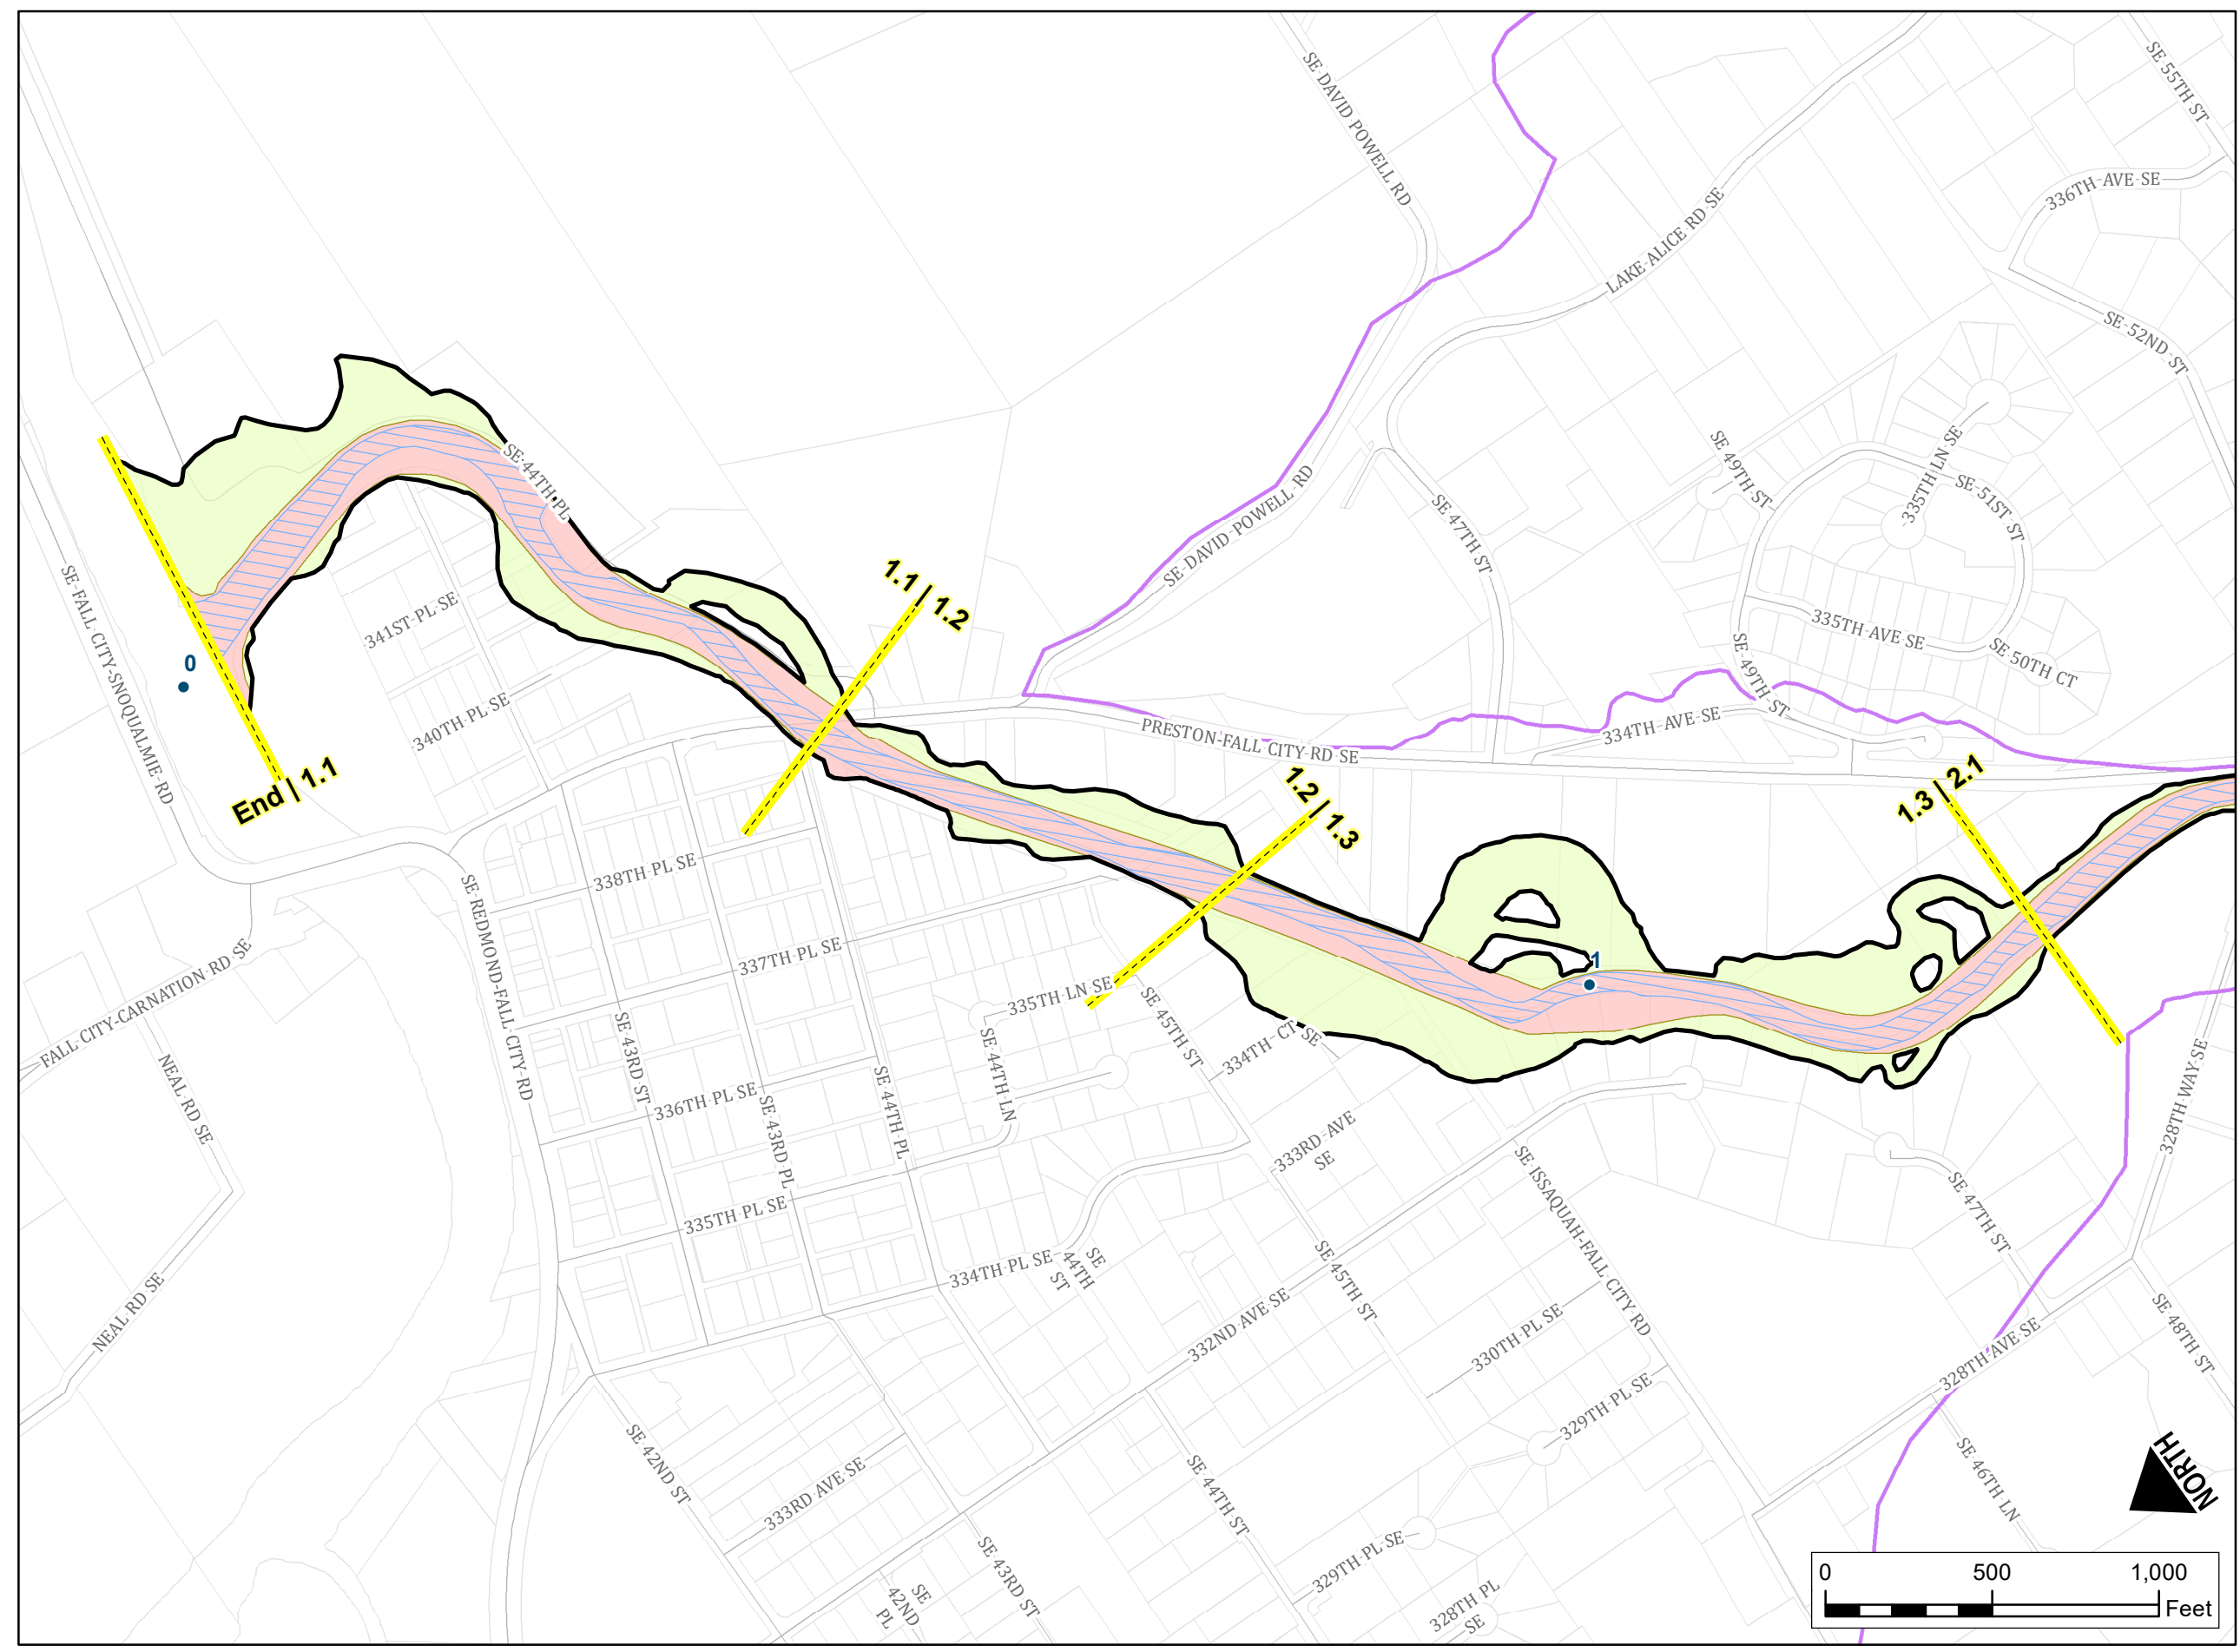 SE 55TH ST
SE DAVID POWELL RD
336TH AVE SE
LAKE ALICE RD SE
SE 52ND ST
SE 44TH PL
SE 49TH ST
335TH LN SE
SE 51ST ST
SE DAVID POWELL RD
SE 47TH ST
1.1 | 1.2
341ST PL SE
SE FALL CITY-SNOQUALMIE RD
0
335TH AVE SE
SE 50TH CT
SE 49TH ST
340TH PL SE
334TH AVE SE
PRESTON-FALL CITY RD SE
End | 1.1
1.2 | 1.3
1.3 | 2.1
338TH PL SE
SE REDMOND-FALL CITY RD
337TH PL SE
1
335TH LN SE
FALL CITY-CARNATION RD SE
SE 45TH ST
334TH CT SE
SE 43RD ST
SE 44TH LN
NEAL RD SE
336TH PL SE
SE 43RD PL
SE 44TH PL
328TH WAY SE
333RD AVE
SE
SE ISSAQUAH-FALL CITY RD
SE 47TH ST
335TH PL SE
334TH PL SE
SE
44TH
ST
SE 45TH ST
NEAL RD SE
332ND AVE SE
330TH PL SE
328TH AVE SE
SE 48TH ST
329TH PL SE
SE 42ND ST
333RD AVE SE
SE 44TH ST
SE 46TH LN
NORTH
SE 43RD ST
329TH PL SE
SE
42ND
PL
328TH PL
SE
0 500 1,000
Feet